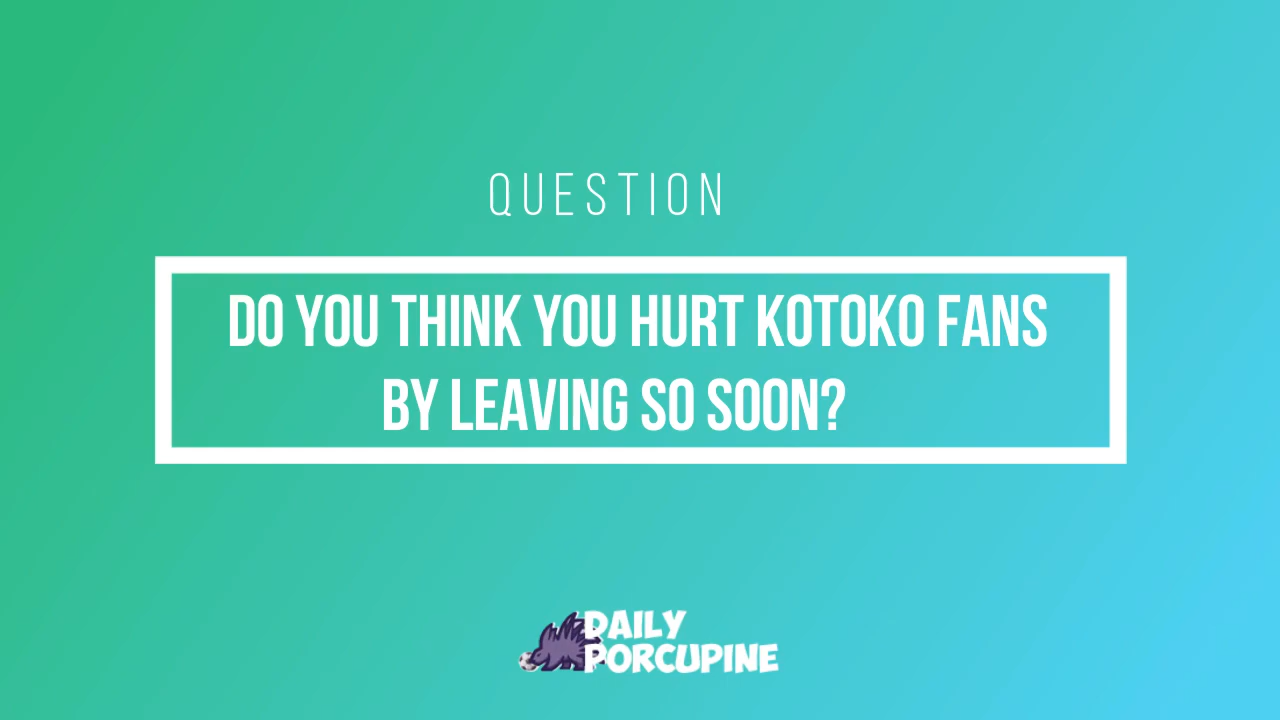 QUESTION
DO YOU THINK YOU HURT KOTOKO FANS
BY LEAVING SO SOON?
DAILY
PORCUPINE